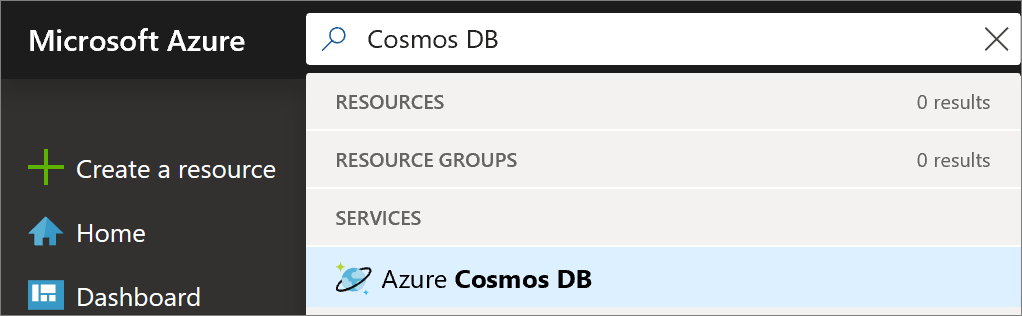 Microsoft Azure
Cosmos DB
RESOURCES 0 results
RESOURCE GROUPS 0 results
SERVICES
Azure Cosmos DB
Create a resource
Home
Dashboard